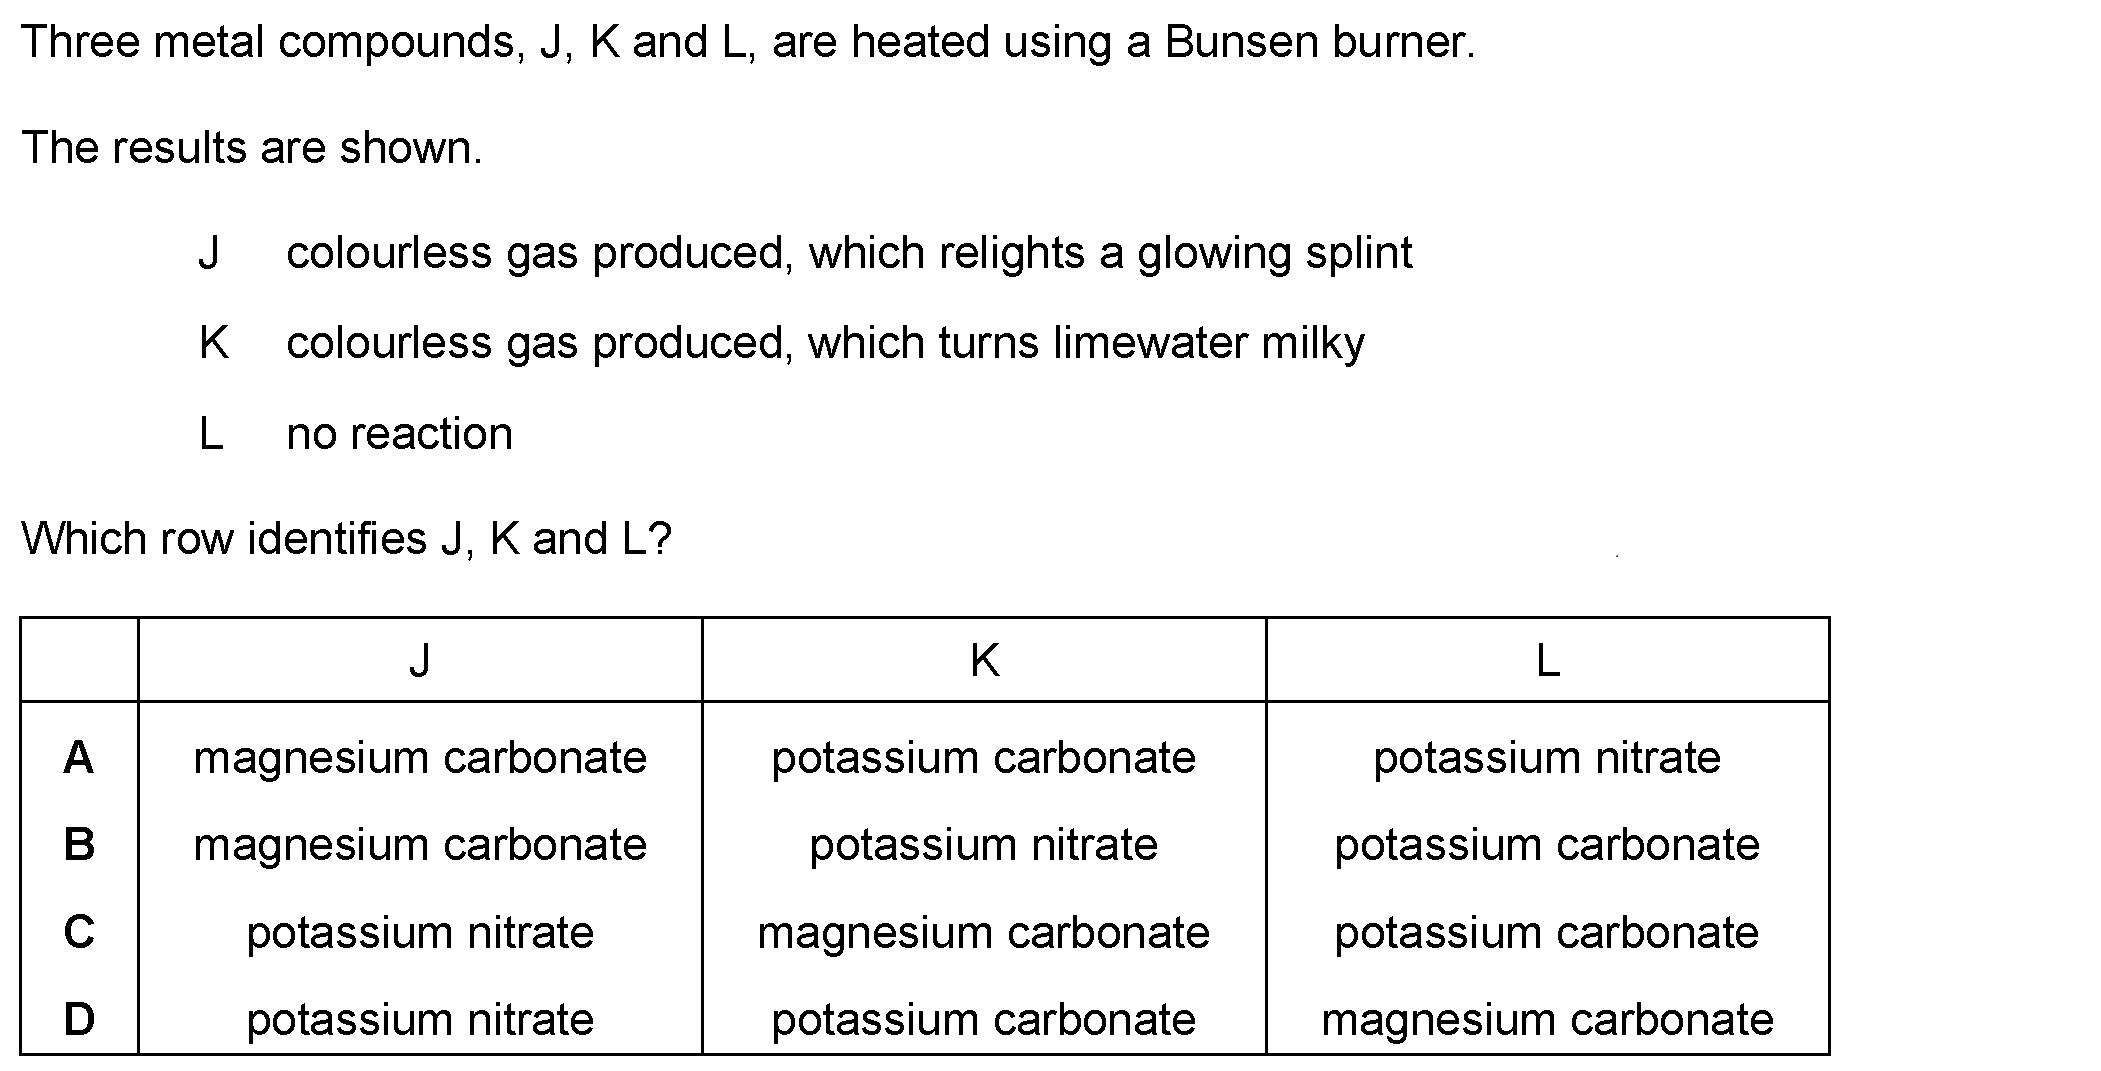 Three metal compounds, J, K and L, are heated using a Bunsen burner.
The results are shown.
J colourless gas produced, which relights a glowing splint
K colourless gas produced, which turns limewater milky
L no reaction
Which row identifies J, K and L?
J K L
A magnesium carbonate potassium carbonate potassium nitrate
B magnesium carbonate potassium nitrate potassium carbonate
C potassium nitrate magnesium carbonate potassium carbonate
D potassium nitrate potassium carbonate magnesium carbonate